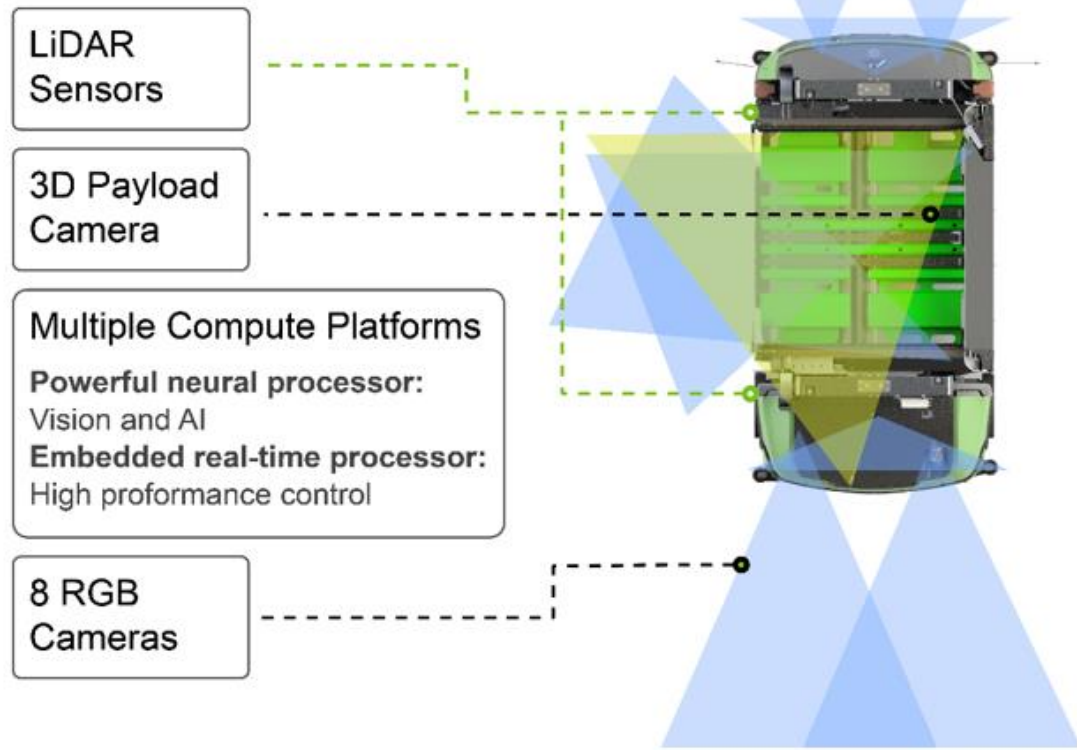 LiDAR
Sensors
3D Payload
Camera
Multiple Compute Platforms
Powerful neural processor:
Vision and AI
Embedded real-time processor:
High proformance control
8 RGB
Cameras